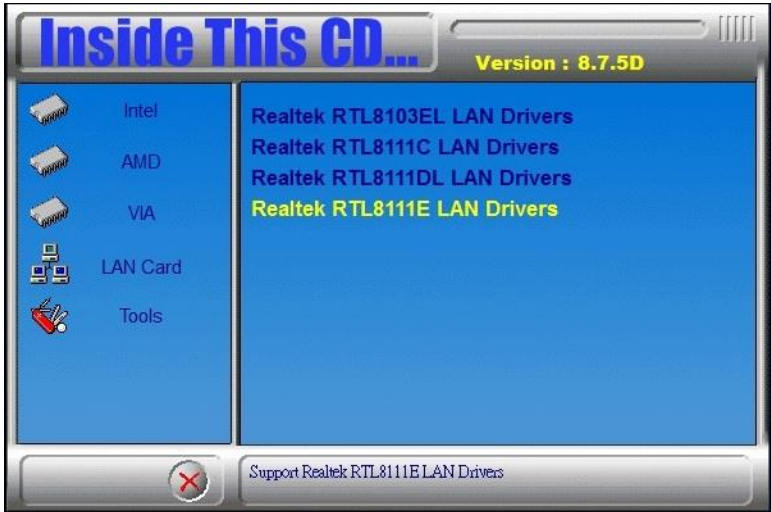 Inside This CD...
Version : 8.7.5D
Intel
AMD
VIA
LAN Card
Tools
Realtek RTL8103EL LAN Drivers
Realtek RTL8111C LAN Drivers
Realtek RTL8111DL LAN Drivers
Realtek RTL8111E LAN Drivers
Support Realtek RTL8111E LAN Drivers